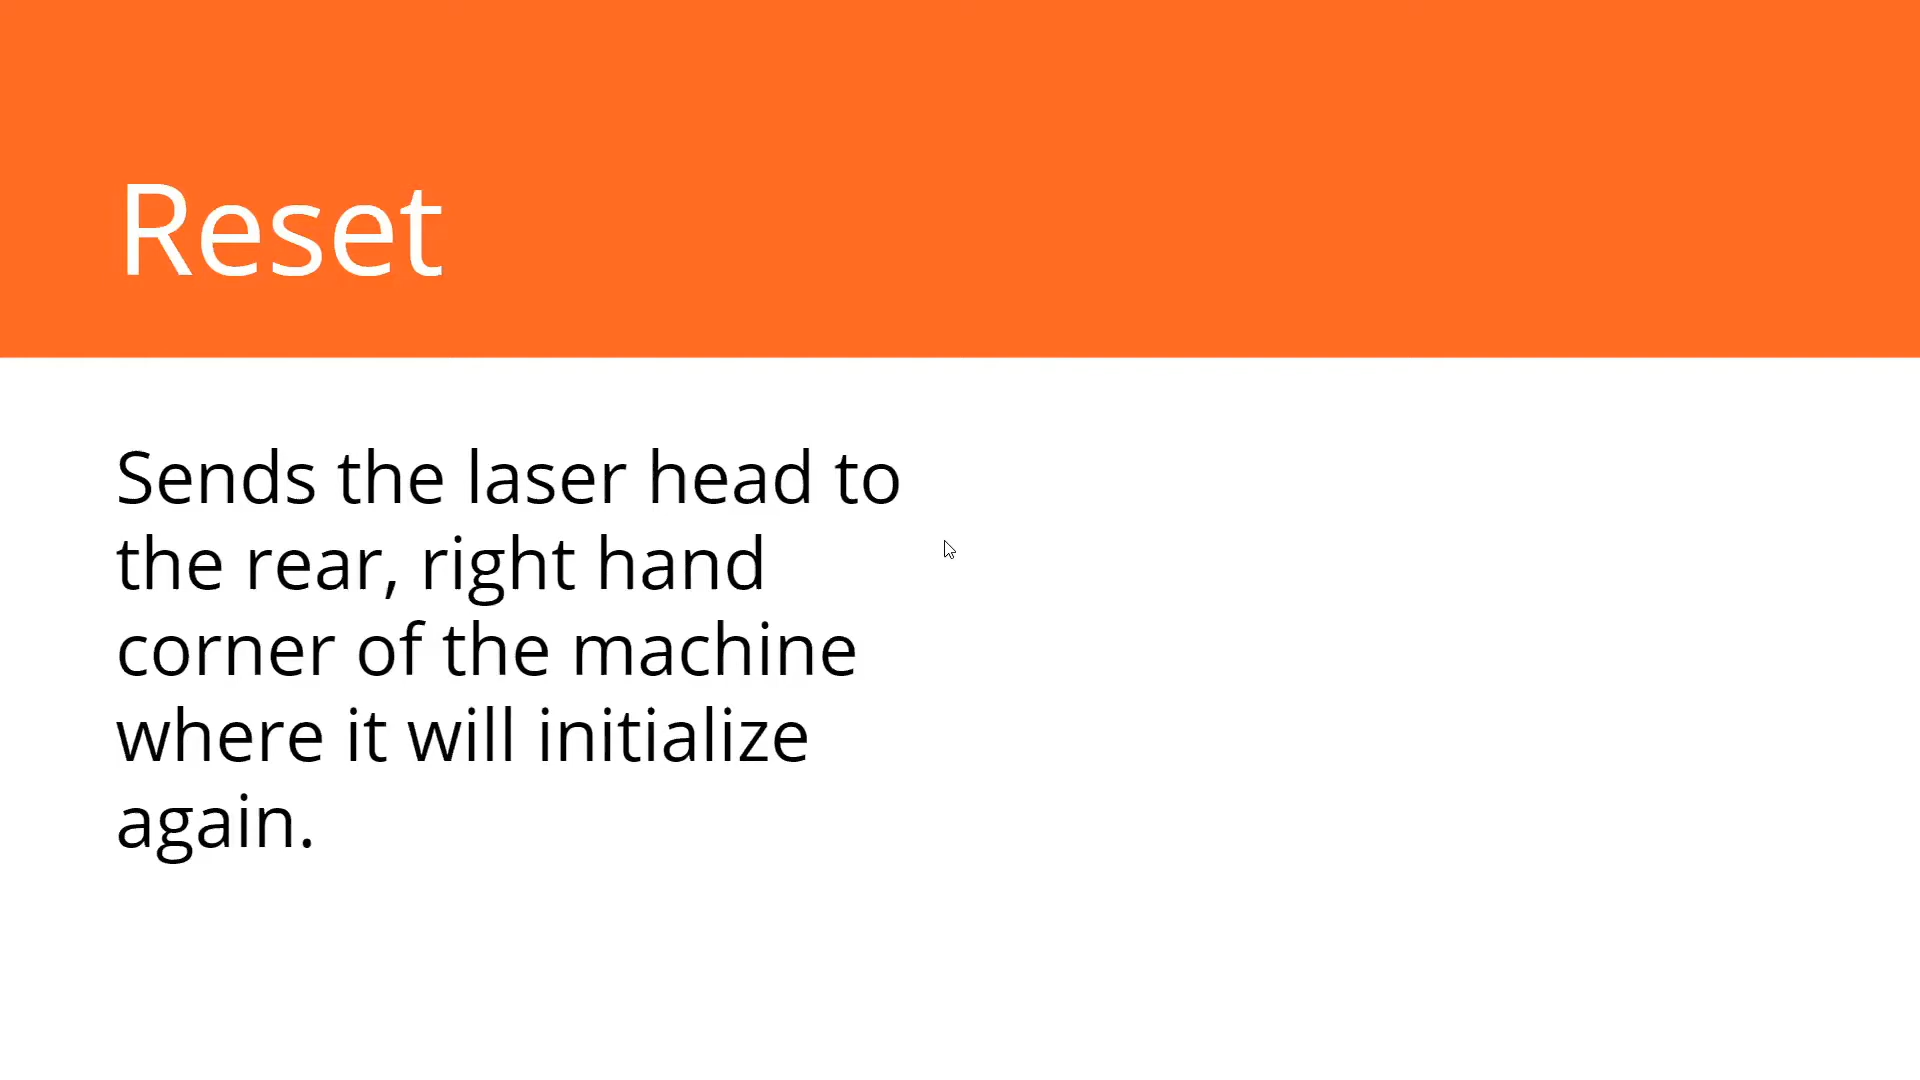 Reset
Sends the laser head to
the rear, right hand
corner of the machine
where it will initialize
again.